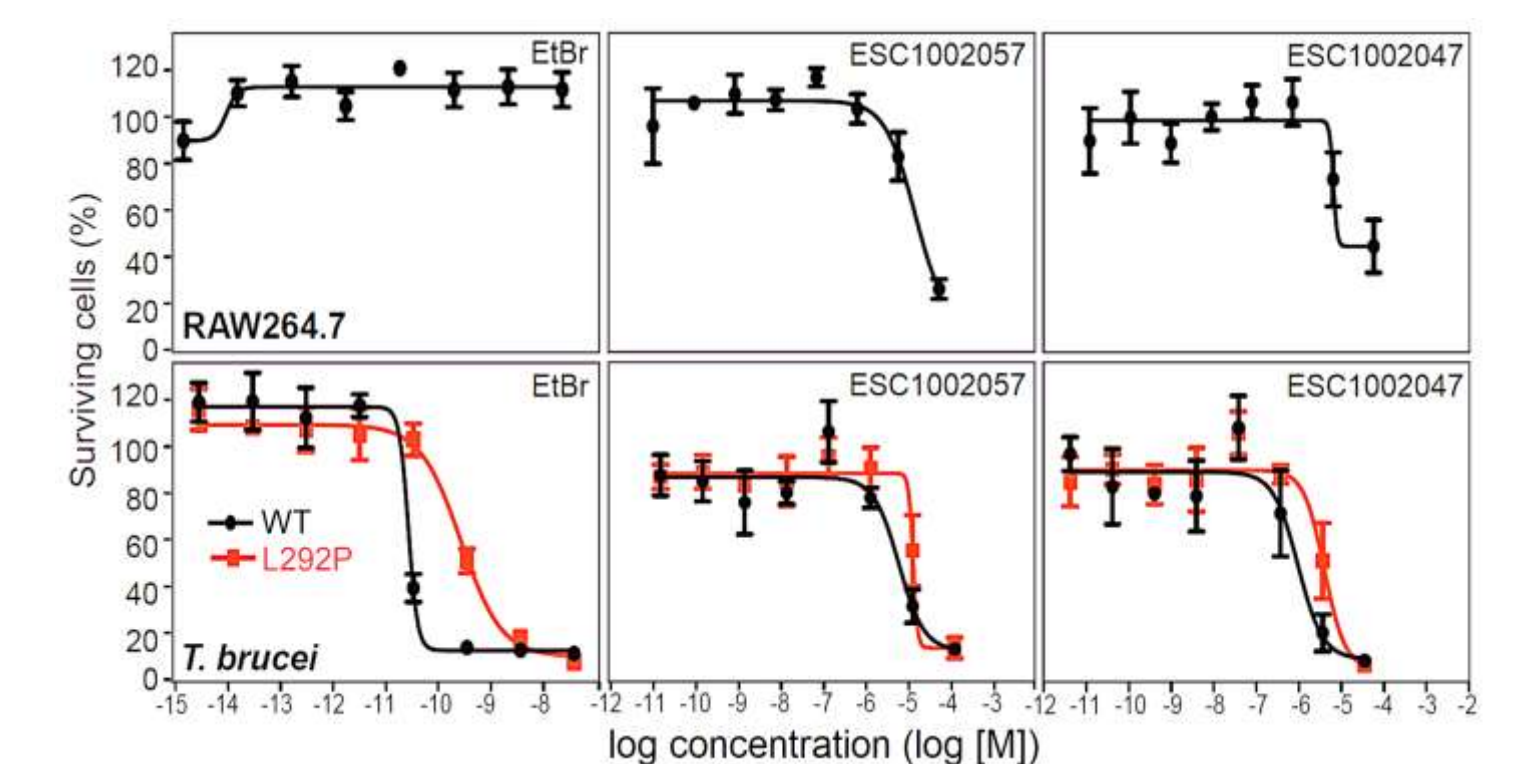 EtBr ESC1002057 ESC1002047
120
100
80
60
40
20
0
RAW264.7
Surviving cells (%)
EtBr ESC1002057 ESC1002047
120
100
80
60
40
20
0
WT
L292P
T. brucei
-15 -14 -13 -12 -11 -10 -9 -8 -12 -11 -10 -9 -8 -7 -6 -5 -4 -3 -12 -11 -10 -9 -8 -7 -6 -5 -4 -3 -2
log concentration (log [M])